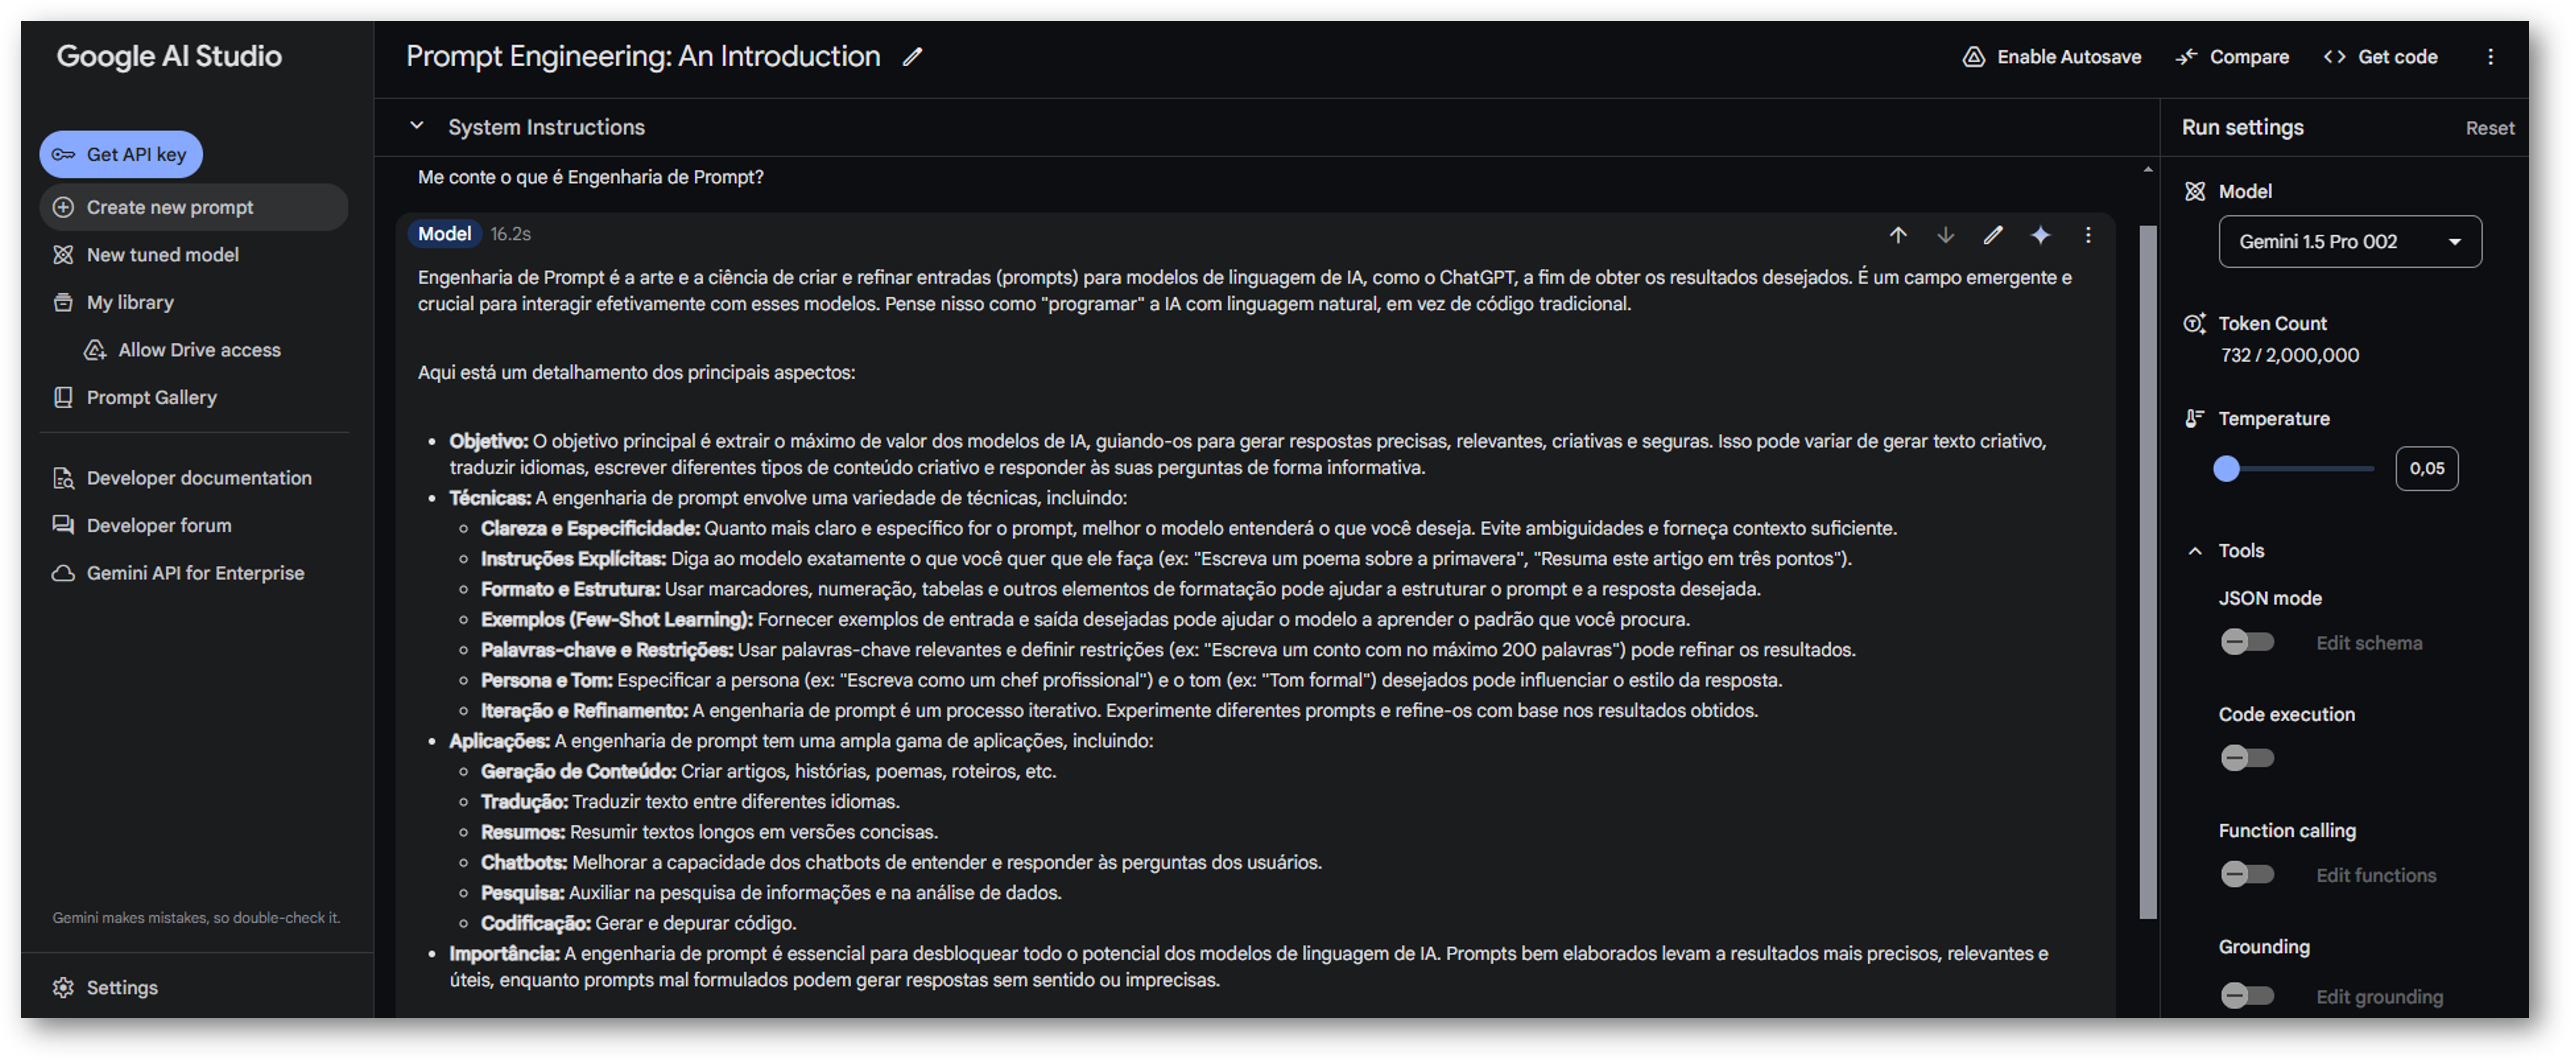 Google AI Studio
Get API key
Create new prompt
New tuned model
My library
Allow Drive access
Prompt Gallery
Developer documentation
Developer forum
Gemini API for Enterprise
Gemini makes mistakes, so double-check it.
Settings
Prompt Engineering: An Introduction
Enable Autosave
Compare
Get code
System Instructions
Me conte o que é Engenharia de Prompt?
Model 16.2s
Engenharia de Prompt é a arte e a ciência de criar e refinar entradas (prompts) para modelos de linguagem de IA, como o ChatGPT, a fim de obter os resultados desejados. É um campo emergente e
crucial para interagir efetivamente com esses modelos. Pense nisso como "programar" a IA com linguagem natural, em vez de código tradicional.
Aqui está um detalhamento dos principais aspectos:
• Objetivo: O objetivo principal é extrair o máximo de valor dos modelos de IA, guiando-os para gerar respostas precisas, relevantes, criativas e seguras. Isso pode variar de gerar texto criativo,
traduzir idiomas, escrever diferentes tipos de conteúdo criativo e responder às suas perguntas de forma informativa.
• Técnicas: A engenharia de prompt envolve uma variedade de técnicas, incluindo:
◦ Clareza e Especificidade: Quanto mais claro e específico for o prompt, melhor o modelo entenderá o que você deseja. Evite ambiguidades e forneça contexto suficiente.
◦ Instruções Explícitas: Diga ao modelo exatamente o que você quer que ele faça (ex: "Escreva um poema sobre a primavera", "Resuma este artigo em três pontos").
◦ Formato e Estrutura: Usar marcadores, numeração, tabelas e outros elementos de formatação pode ajudar a estruturar o prompt e a resposta desejada.
◦ Exemplos (Few-Shot Learning): Fornecer exemplos de entrada e saída desejadas pode ajudar o modelo a aprender o padrão que você procura.
◦ Palavras-chave e Restrições: Usar palavras-chave relevantes e definir restrições (ex: "Escreva um conto com no máximo 200 palavras") pode refinar os resultados.
◦ Persona e Tom: Especificar a persona (ex: "Escreva como um chef profissional") e o tom (ex: "Tom formal") desejados pode influenciar o estilo da resposta.
◦ Iteração e Refinamento: A engenharia de prompt é um processo iterativo. Experimente diferentes prompts e refine-os com base nos resultados obtidos.
• Aplicações: A engenharia de prompt tem uma ampla gama de aplicações, incluindo:
◦ Geração de Conteúdo: Criar artigos, histórias, poemas, roteiros, etc.
◦ Tradução: Traduzir texto entre diferentes idiomas.
◦ Resumos: Resumir textos longos em versões concisas.
◦ Chatbots: Melhorar a capacidade dos chatbots de entender e responder às perguntas dos usuários.
◦ Pesquisa: Auxiliar na pesquisa de informações e na análise de dados.
◦ Codificação: Gerar e depurar código.
• Importância: A engenharia de prompt é essencial para desbloquear todo o potencial dos modelos de linguagem de IA. Prompts bem elaborados levam a resultados mais precisos, relevantes e
úteis, enquanto prompts mal formulados podem gerar respostas sem sentido ou imprecisas.
Run settings
Reset
Model
Gemini 1.5 Pro 002
Token Count
732 / 2,000,000
Temperature
0,05
Tools
JSON mode
Edit schema
Code execution
Function calling
Edit functions
Grounding
Edit grounding